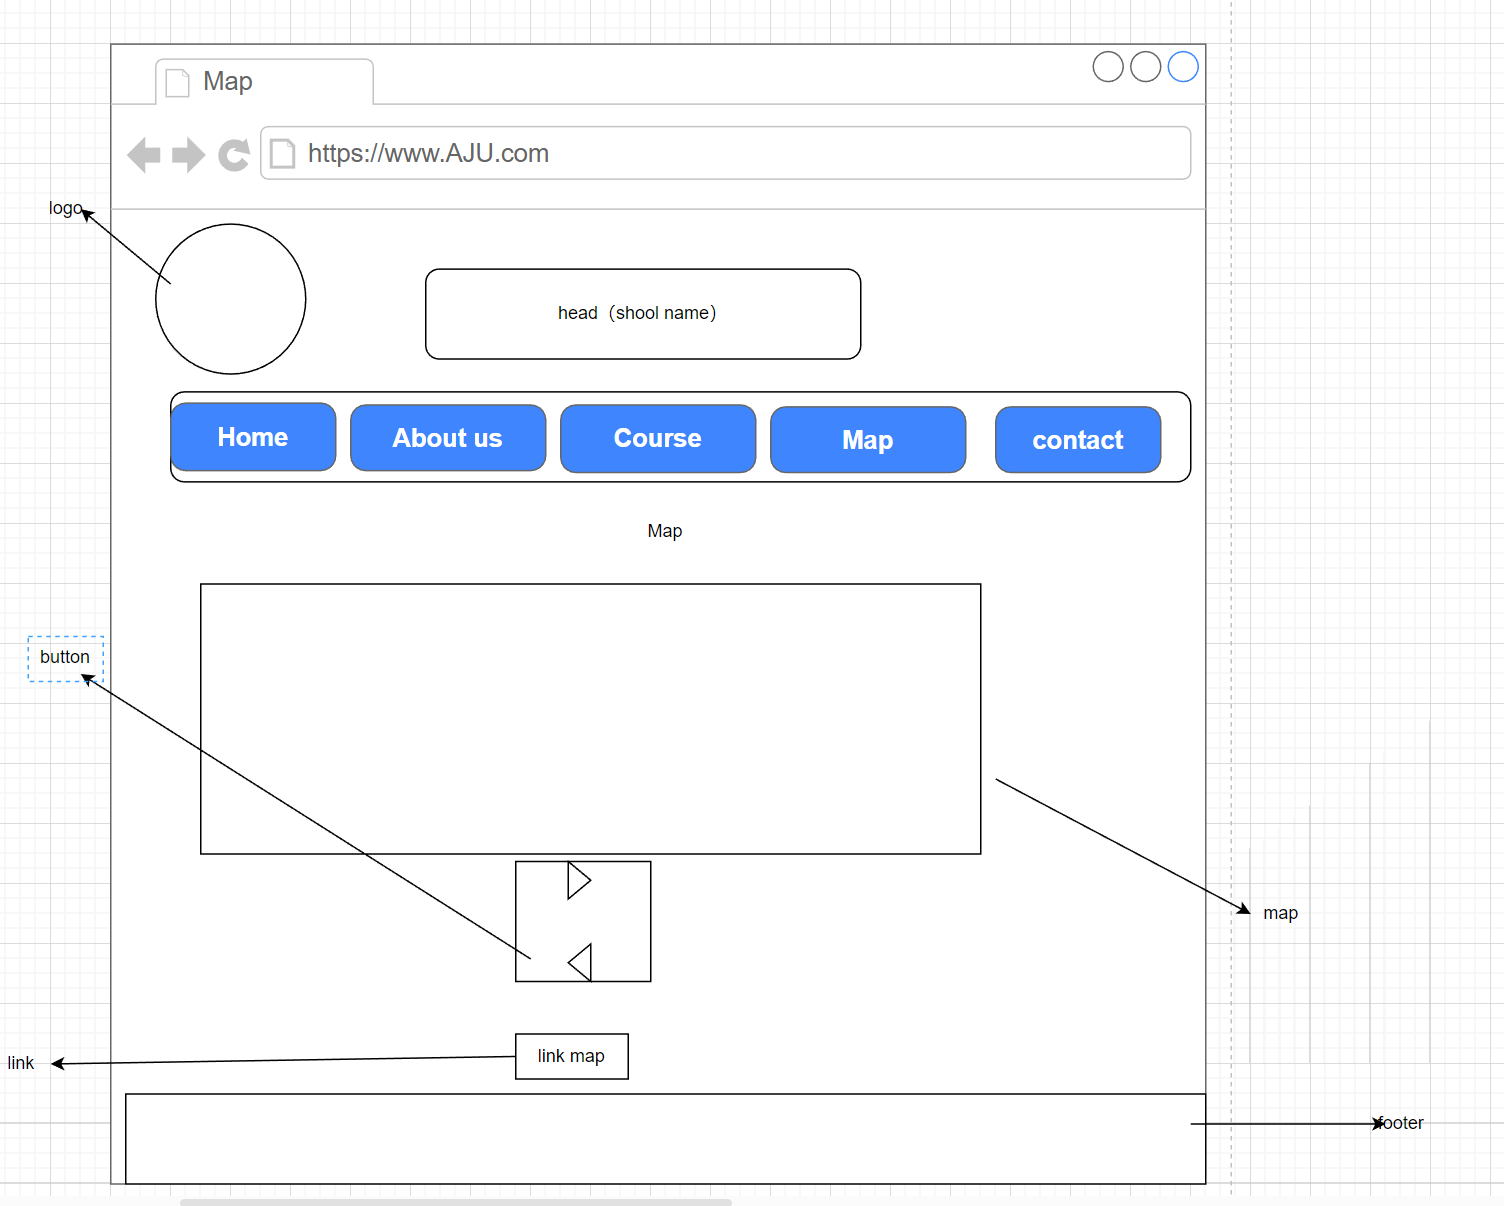 Map
https://www.AJU.com
logo
head（shool name）
Home
About us
Course
Map
contact
Map
button
map
link map
link
footer